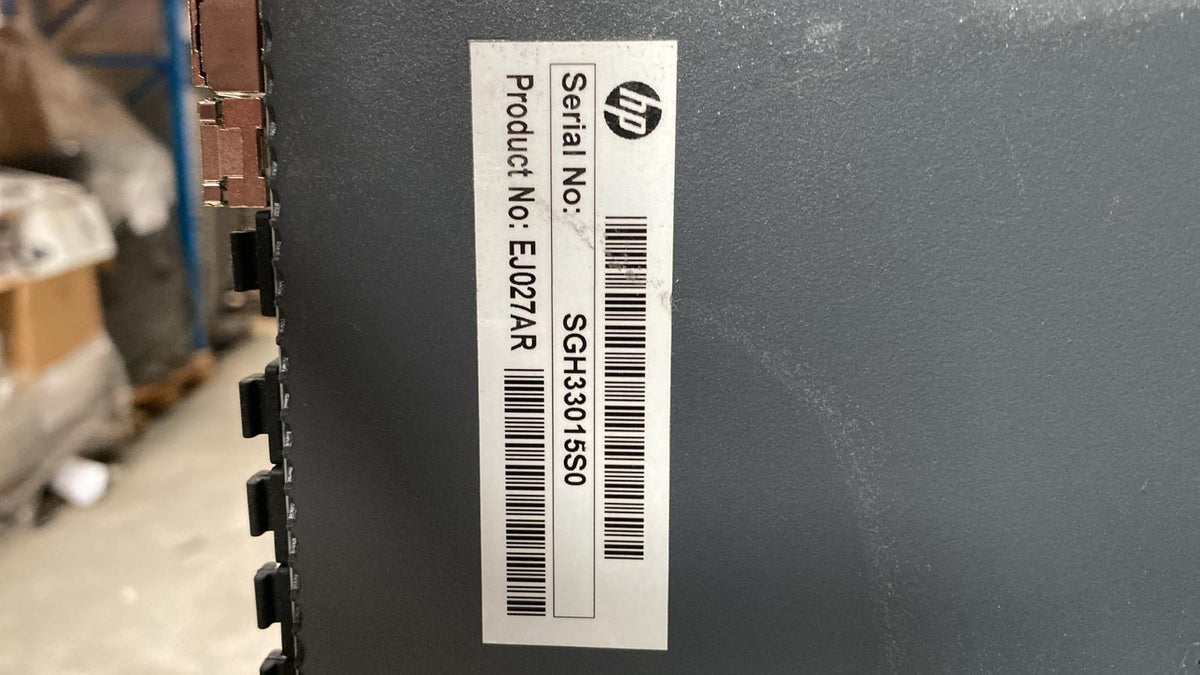 hp
Serial No: SGH33015S0
Product No: EJ027AR